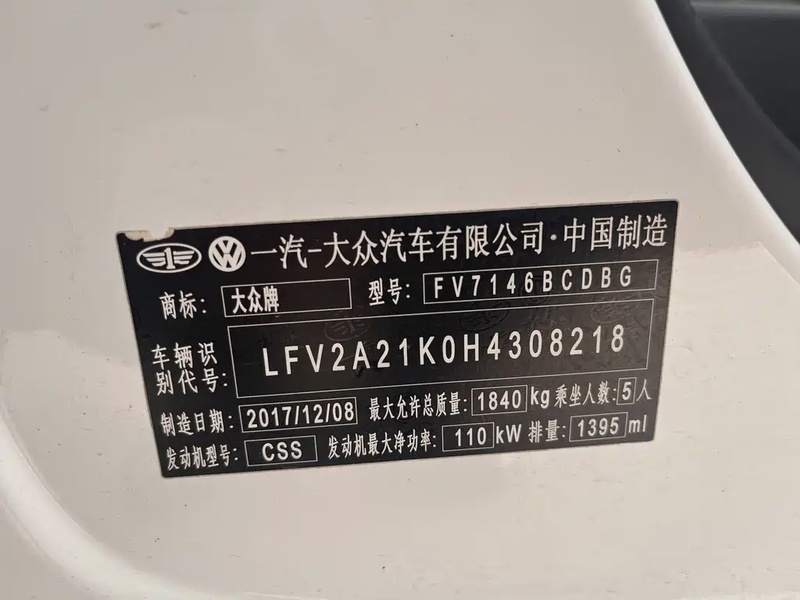 一汽-大众汽车有限公司·中国制造
商标: 大众牌 型号: FV7146BCDBG
车辆识别代号: LFV2A21K0H4308218
制造日期: 2017/12/08 最大允许总质量: 1840 kg 乘坐人数: 5 人
发动机型号: CSS 发动机最大净功率: 110 kW 排量: 1395 ml